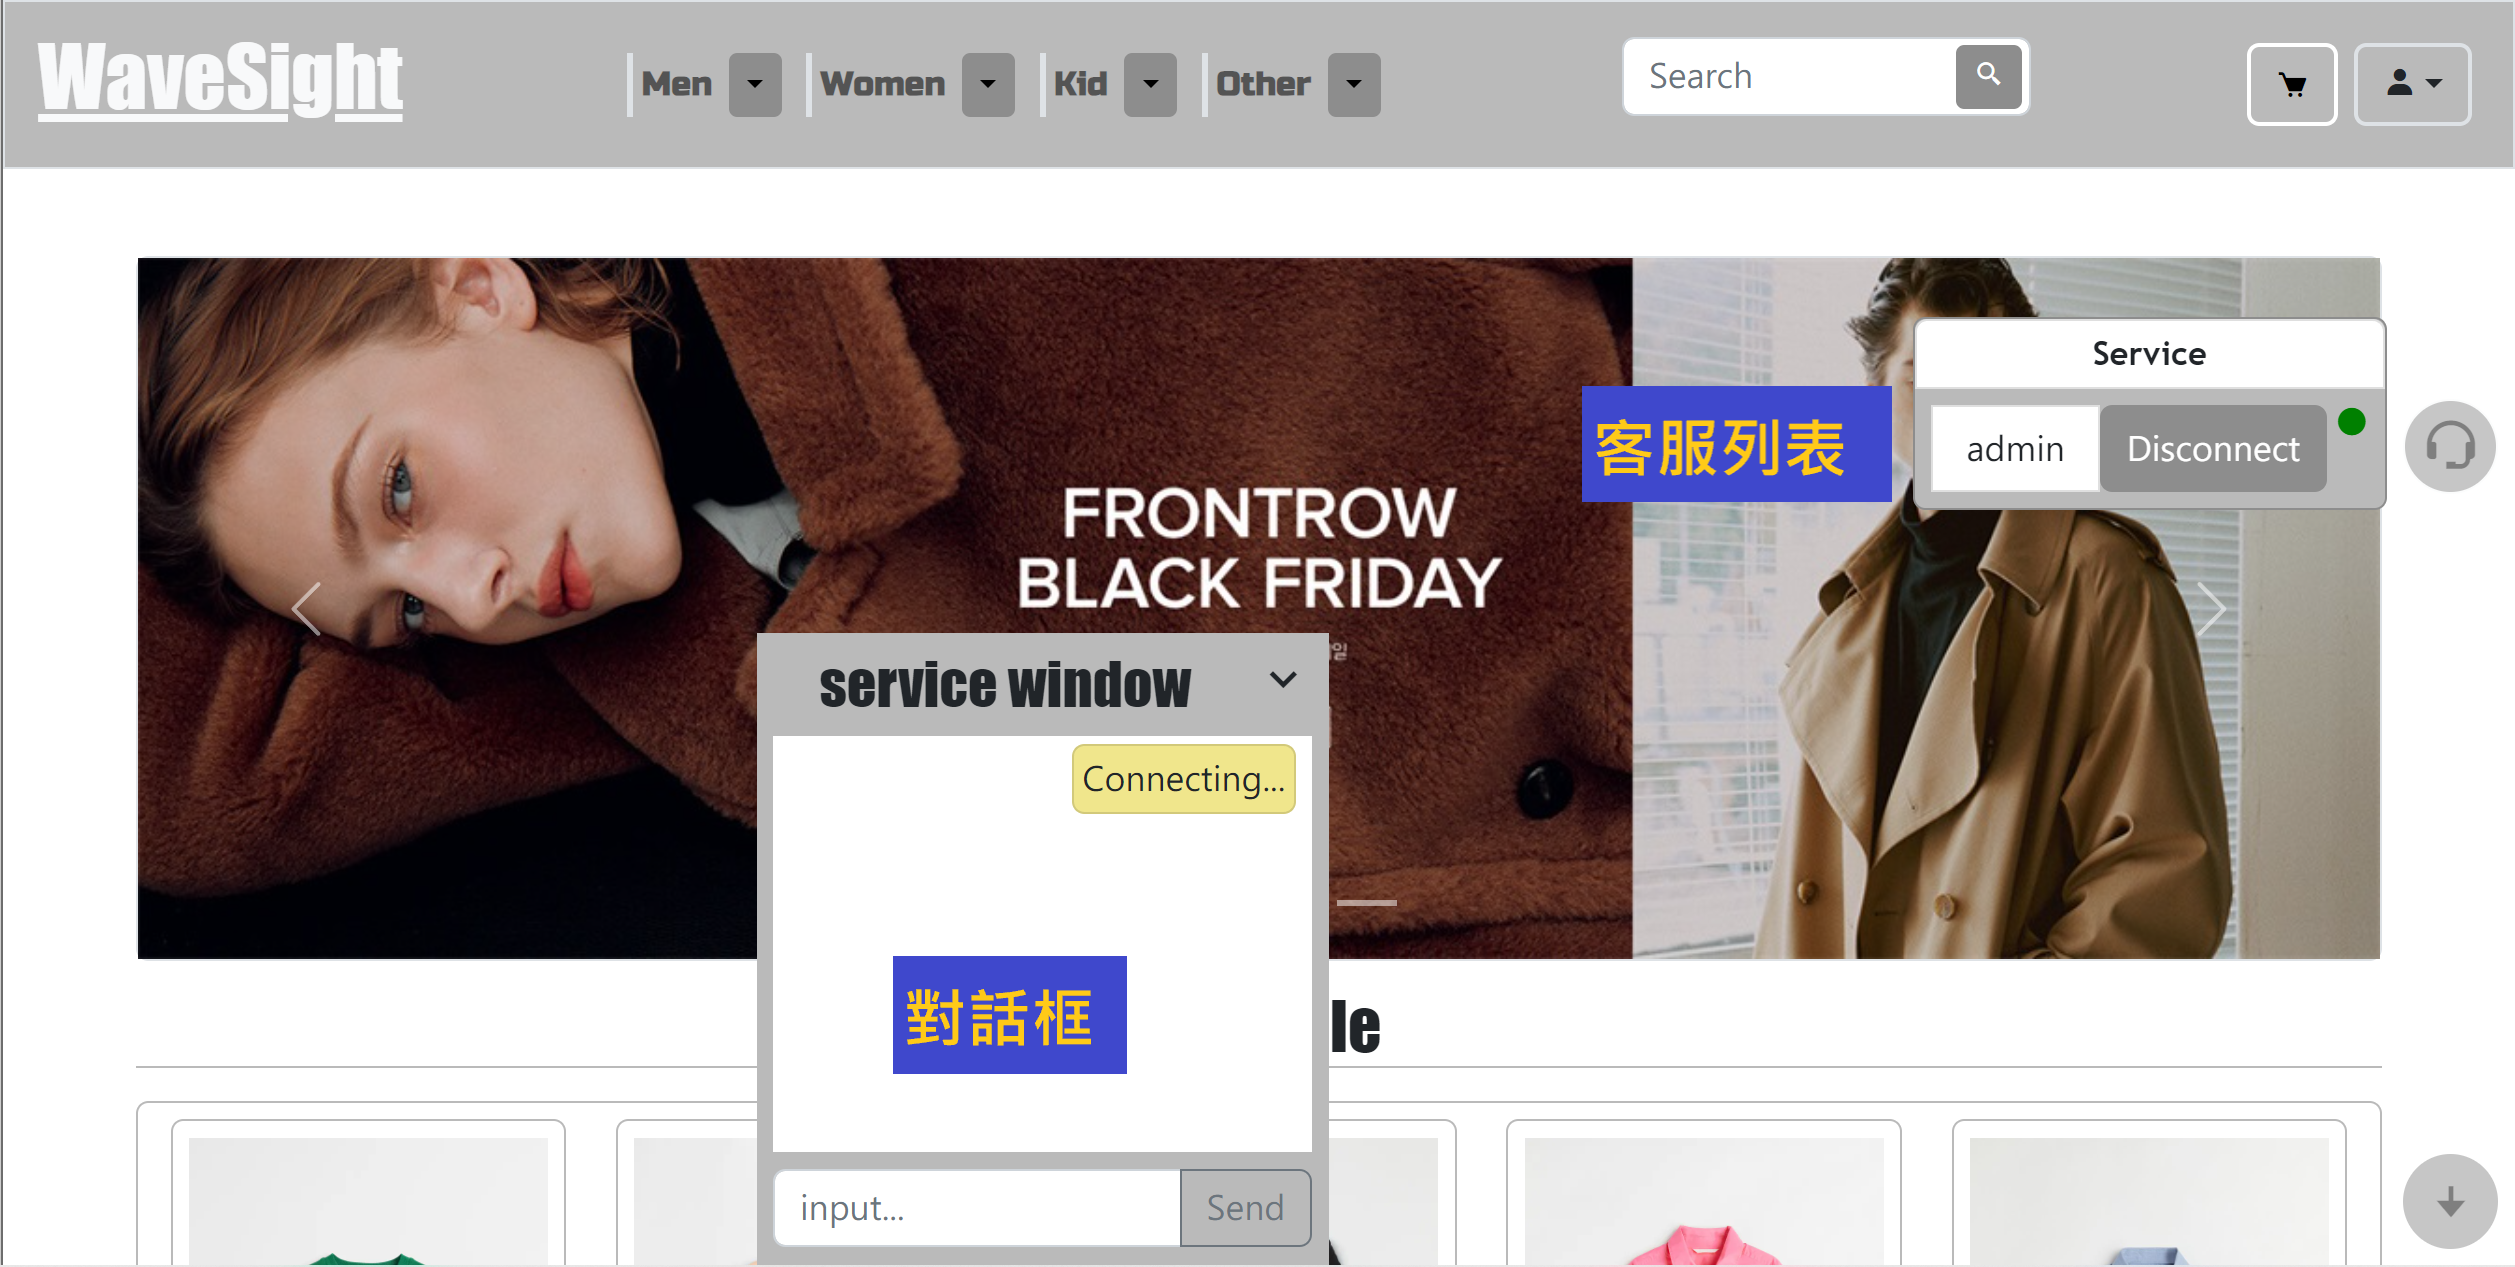 WaveSight
Men
Women
Kid
Other
Search
Service
客服列表
admin
Disconnect
FRONTROW
BLACK FRIDAY
일
service window
Connecting...
對話框
le
input...
Send